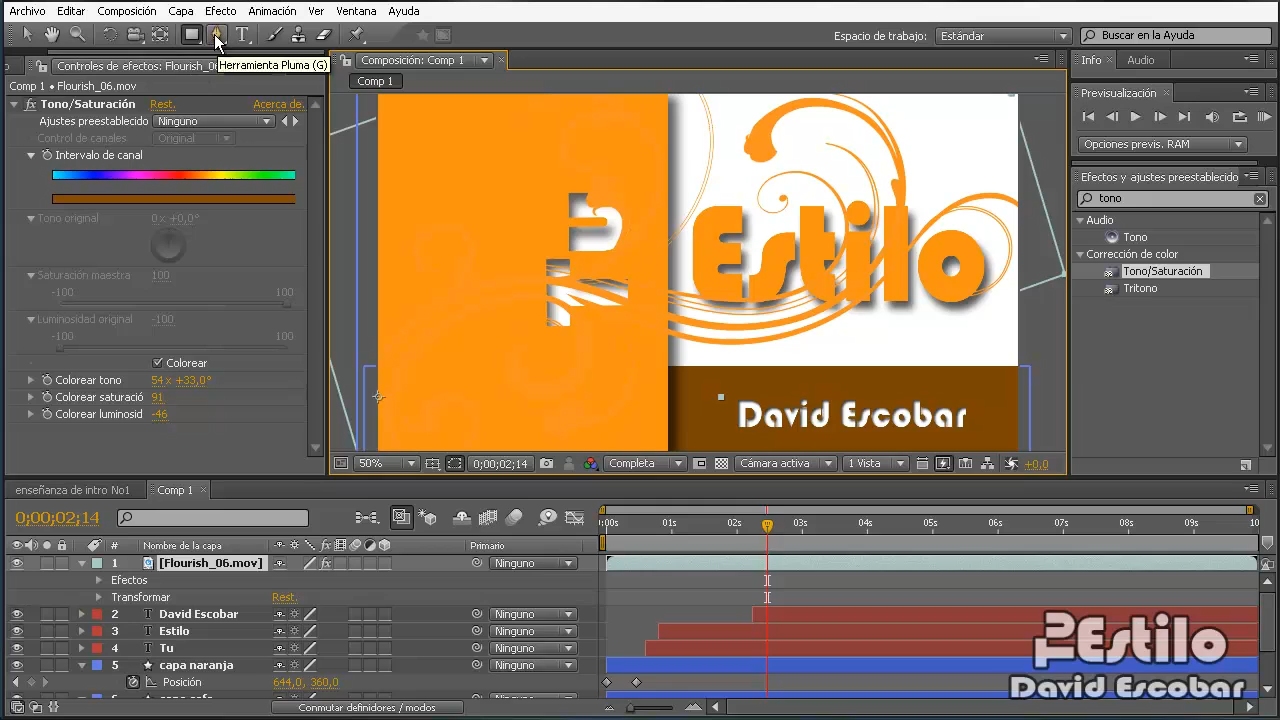 Archivo Editar Composición Capa Efecto Animación Ver Ventana Ayuda
T Espacio de trabajo: Estándar Buscar en la Ayuda
Herramienta Pluma (G)
Controles de efectos: Flourish_0 Composición: Comp 1 Info Audio
Comp 1 • Flourish_06.mov Comp 1
Tono/Saturación Rest. Acerca de.
Previsualización
Ajustes preestablecido Ninguno
Control de canales: Original
Opciones previs. RAM
Intervalo de canal
Efectos y ajustes preestablecido
tono
Tono original 0 x +0,0°
Audio
Tono
Corrección de color
Tono/Saturación
Tritono
Saturación maestra 100
-100 100
Luminosidad original -100
-100 100
Colorear
Colorear tono 54 x +33,0°
Colorear saturació 91
Colorear luminosid -46
Tu
Estilo
David Escobar
50% 0;00;02;14 Completa Cámara activa 1 Vista +0,0
enseñanza de intro No1 Comp 1
0;00;02;14
:00s 01s 02s 03s 04s 05s 06s 07s 08s 09s 10
# Nombre de la capa Primario
1 [Flourish_06.mov] Ninguno
Efectos
Transformar Rest.
2 T David Escobar Ninguno
3 T Estilo Ninguno
4 T Tu Ninguno
5 capa naranja Ninguno
Posición 644,0, 360,0
Conmutar definidores / modos
Tu Estilo
David Escobar